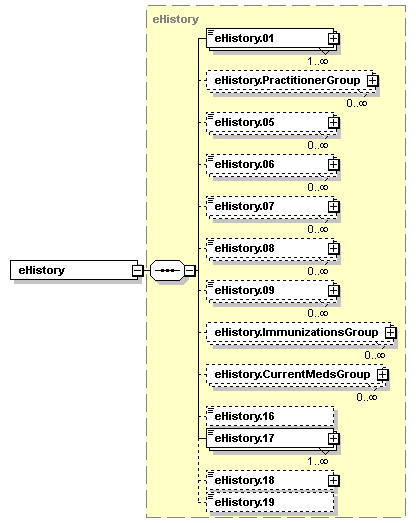 eHistory
eHistory.01
1..∞
eHistory.PractitionerGroup
0..∞
eHistory.05
0..∞
eHistory.06
0..∞
eHistory.07
0..∞
eHistory.08
0..∞
eHistory.09
0..∞
eHistory
eHistory.ImmunizationsGroup
0..∞
eHistory.CurrentMedsGroup
0..∞
eHistory.16
eHistory.17
1..∞
eHistory.18
eHistory.19